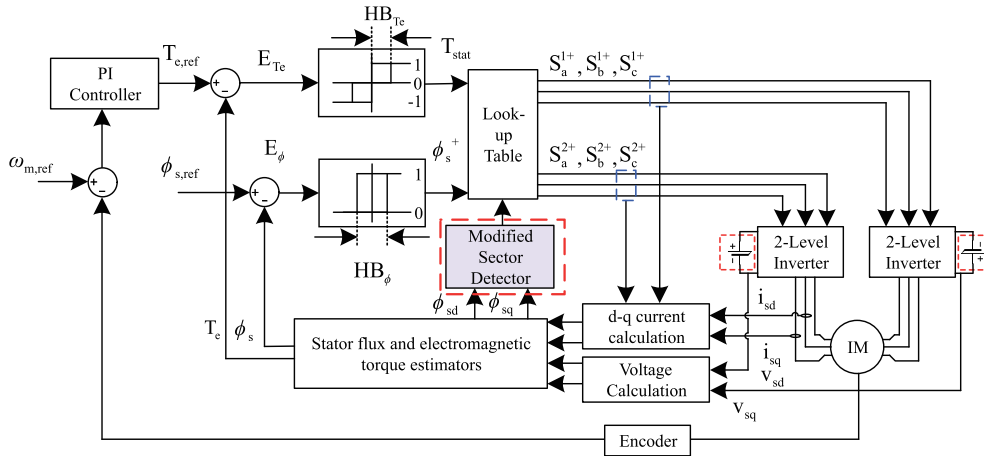 HB_Te
T_e,ref
E_Te
T_stat
S_a^1+, S_b^1+, S_c^1+
PI
Controller
1
0
-1
Look-
up
Table
+
-
ω_m,ref
+
-
ϕ_s,ref
+
-
E_ϕ
1
0
ϕ_s^+
S_a^2+, S_b^2+, S_c^2+
HB_ϕ
Modified
Sector
Detector
+
-
2-Level
Inverter
2-Level
Inverter
-
+
ϕ_sd
ϕ_sq
T_e
ϕ_s
Stator flux and electromagnetic
torque estimators
d-q current
calculation
Voltage
Calculation
i_sd
i_sq
v_sd
v_sq
IM
Encoder